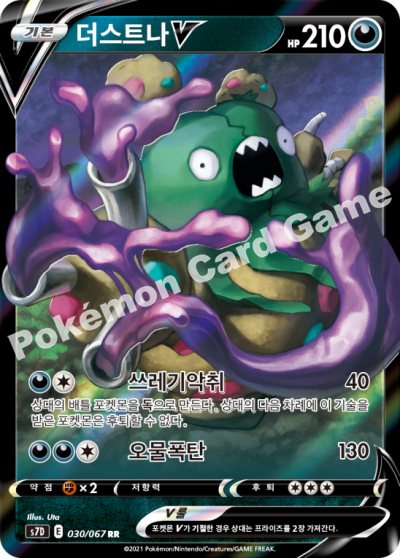 기본 더스트나V HP 210
Pokémon Card Game
쓰레기악취 40
상대의 배틀 포켓몬을 독으로 만든다. 상대의 다음 차례에 이 기술을
받은 포켓몬은 후퇴할 수 없다.
오물폭탄 130
약점 ×2 저항력 후퇴
Illus. Uta
V룰
s7D E 030/067 RR
포켓몬 V가 기절한 경우 상대는 프라이즈를 2장 가져간다.
©2021 Pokémon/Nintendo/Creatures/GAME FREAK.